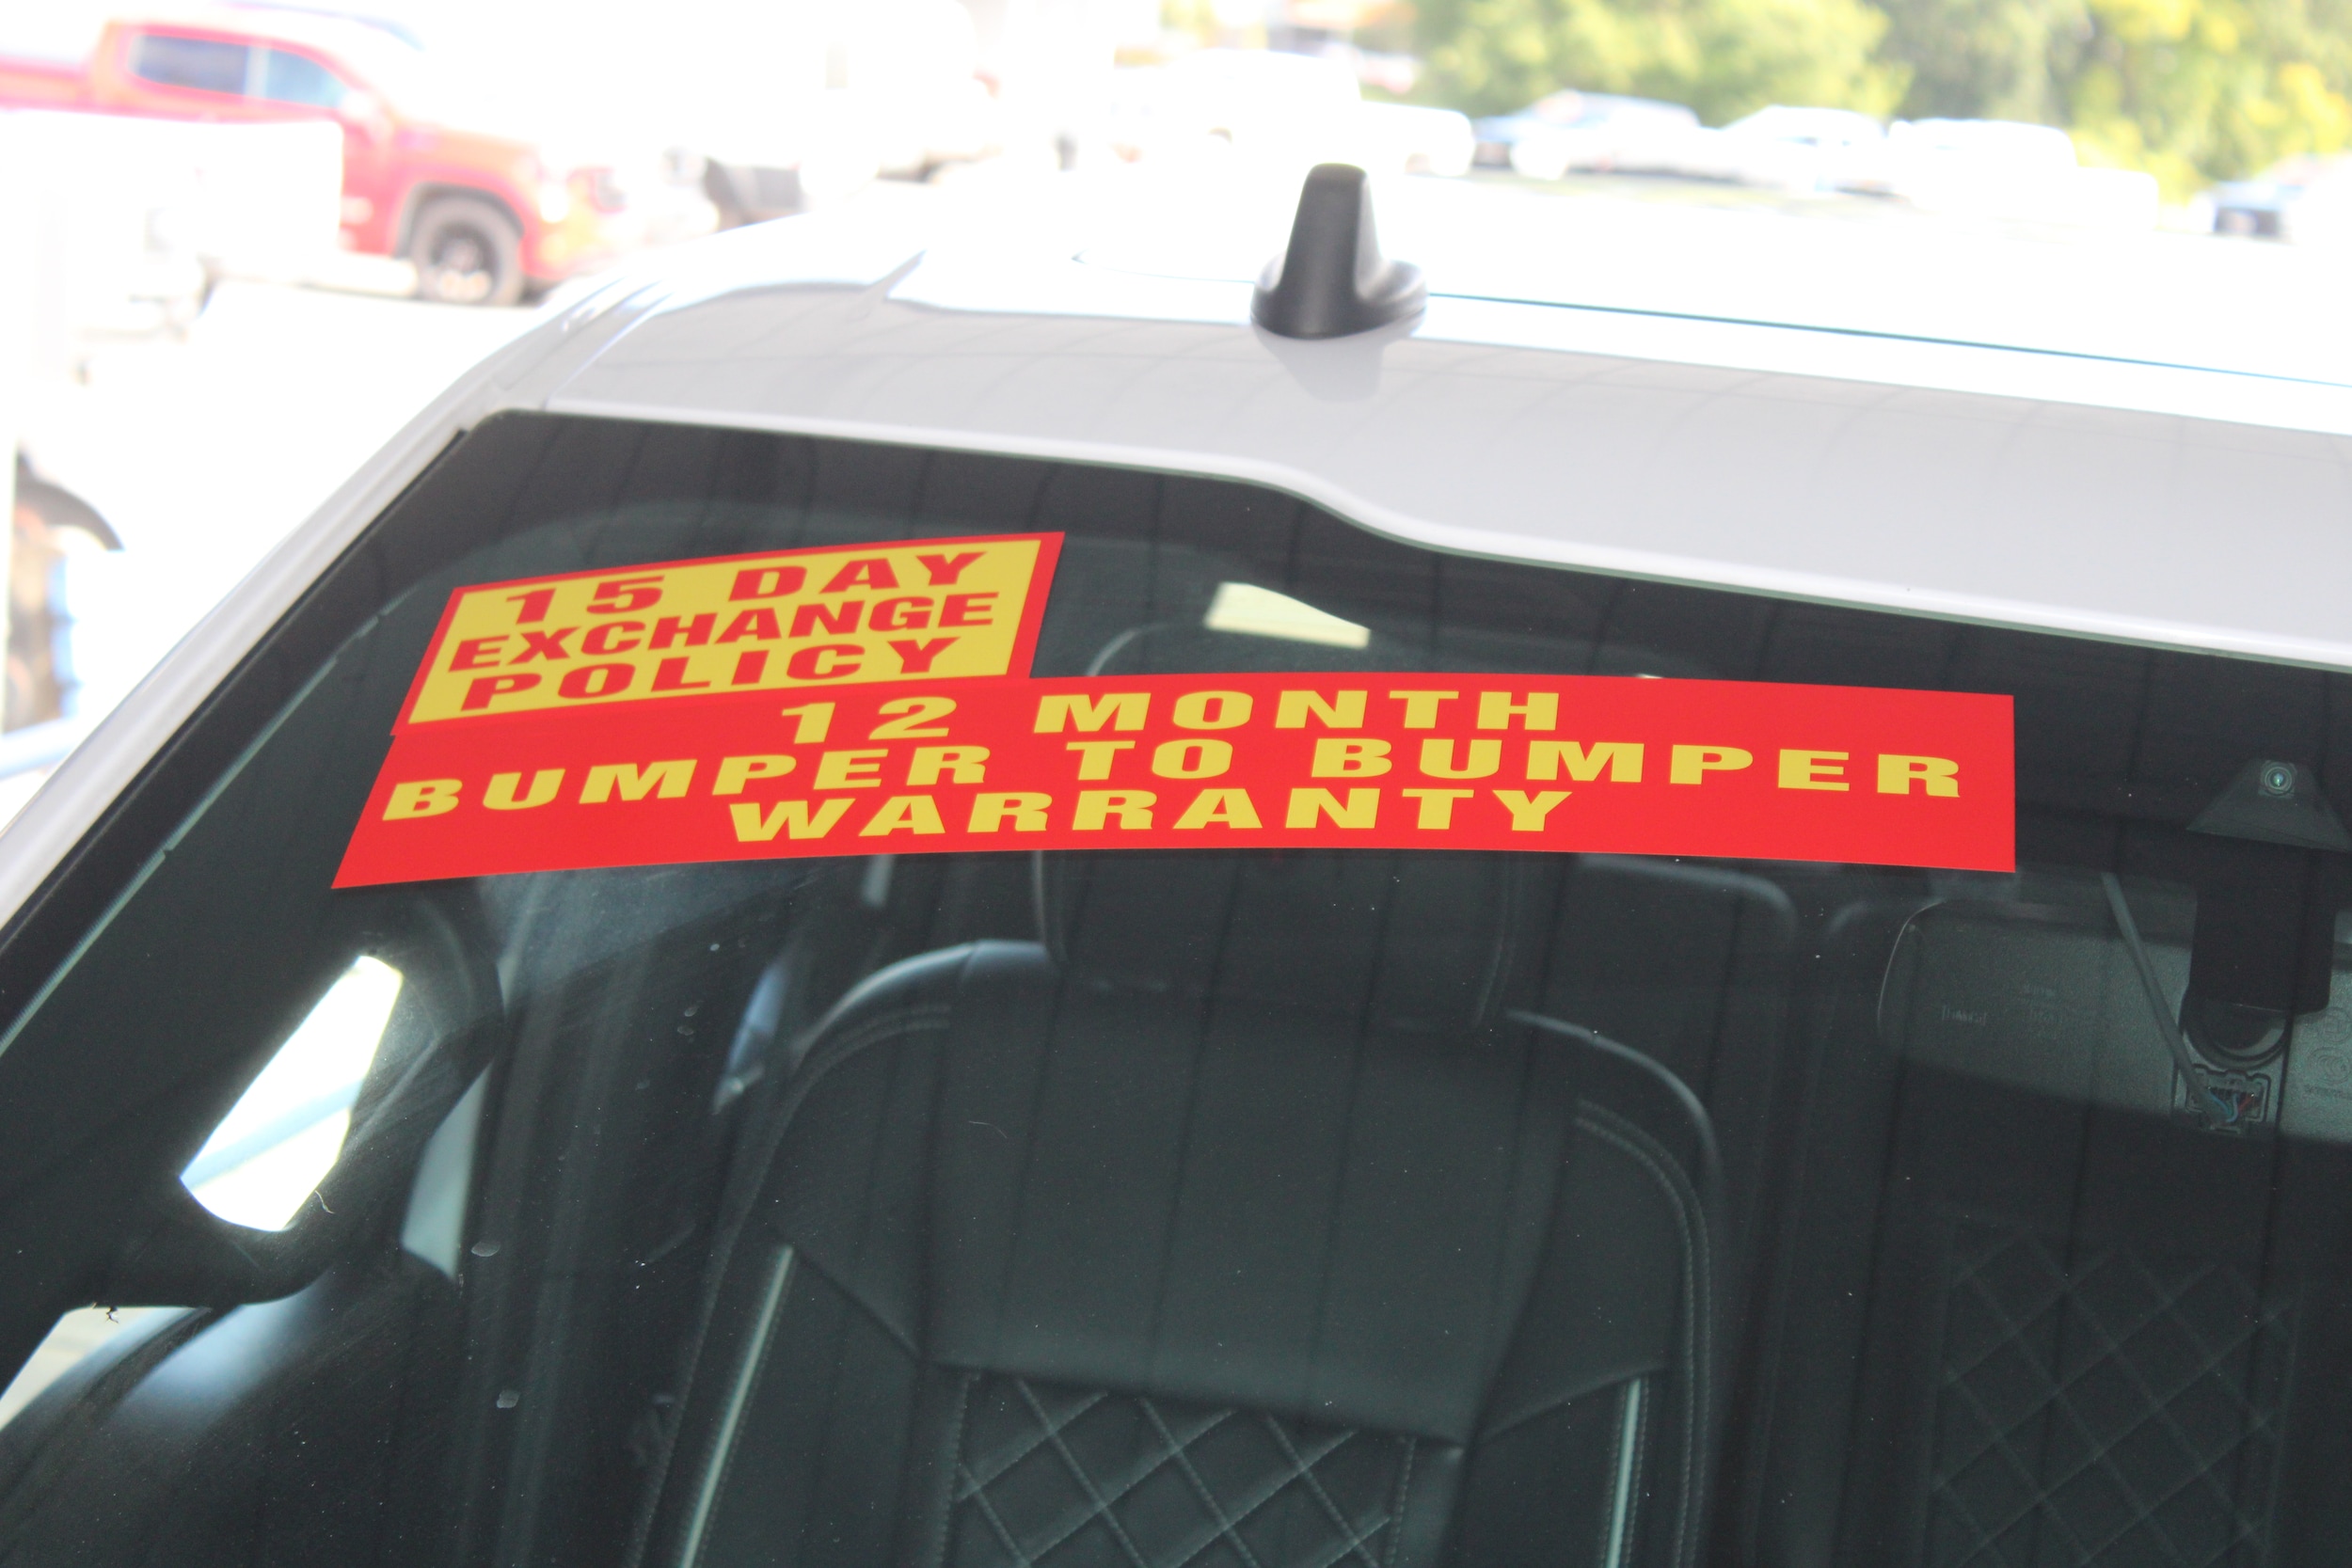 15 DAY
EXCHANGE
POLICY
12 MONTH
BUMPER TO BUMPER
WARRANTY